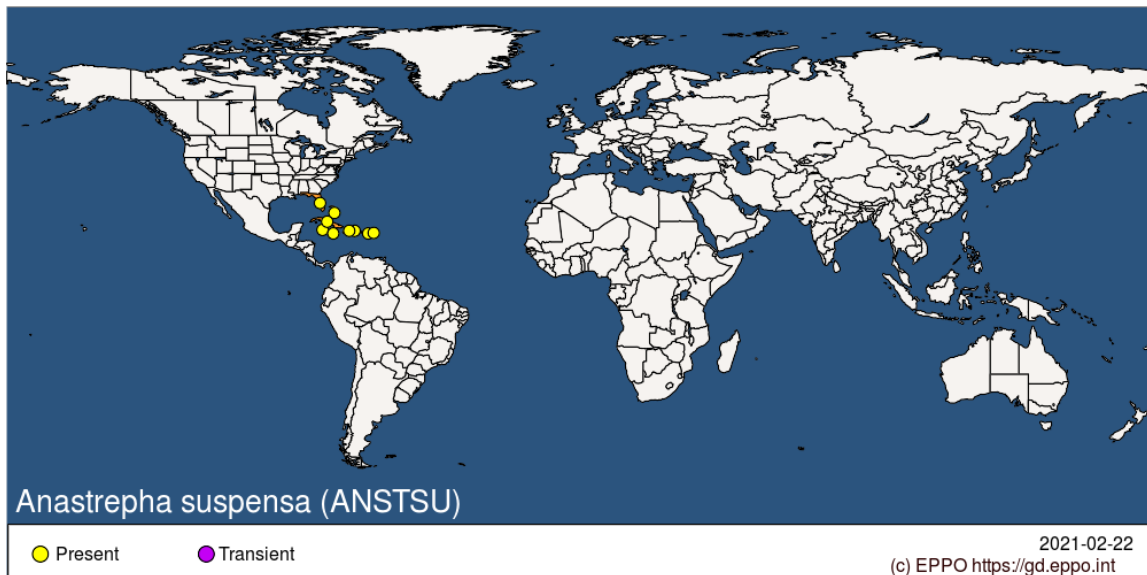 Anastrepha suspensa (ANSTSU)
Present
Transient
2021-02-22
(c) EPPO https://gd.eppo.int